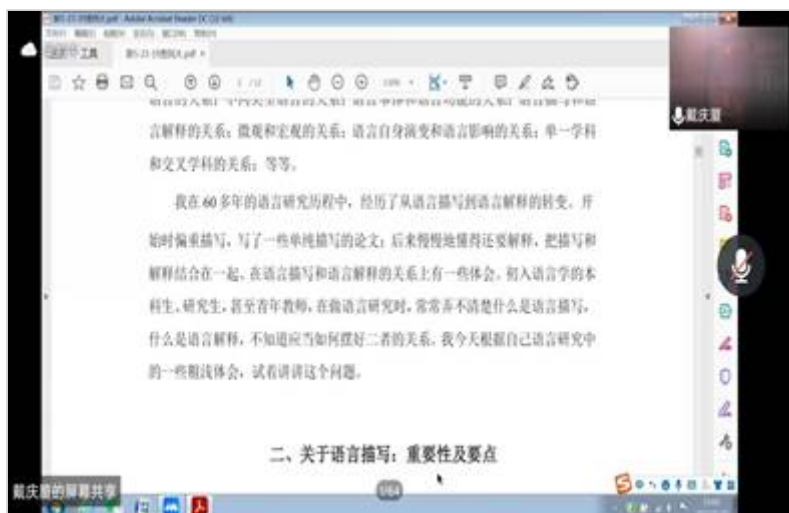 Adobe Acrobat Reader DC (32-bit)
工具
言解释的关系；微观和宏观的关系；语言自身演变和语言影响的关系；单一学科
和交叉学科的关系；等等。
我在 60 多年的语言研究历程中，经历了从语言描写到语言解释的转变。开
始时偏重描写，写了一些单纯描写的论文；后来慢慢地懂得还要解释，把描写和
解释结合在一起。在语言描写和语言解释的关系上有一些体会。初入语言学的本
科生、研究生，甚至青年教师，在做语言研究时，常常弄不清楚什么是语言描写，
什么是语言解释，不知道应当如何摆好二者的关系。我今天根据自己语言研究中
的一些粗浅体会，试着讲讲这个问题。
二、关于语言描写：重要性及要点
戴庆厦
戴庆厦的屏幕共享
1/64